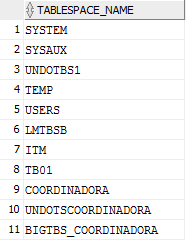 TABLESPACE_NAME
1 SYSTEM
2 SYSAUX
3 UNDOTBS1
4 TEMP
5 USERS
6 LMTBSB
7 ITM
8 TB01
9 COORDINADORA
10 UNDOTSCOORDINADORA
11 BIGTBS_COORDINADORA